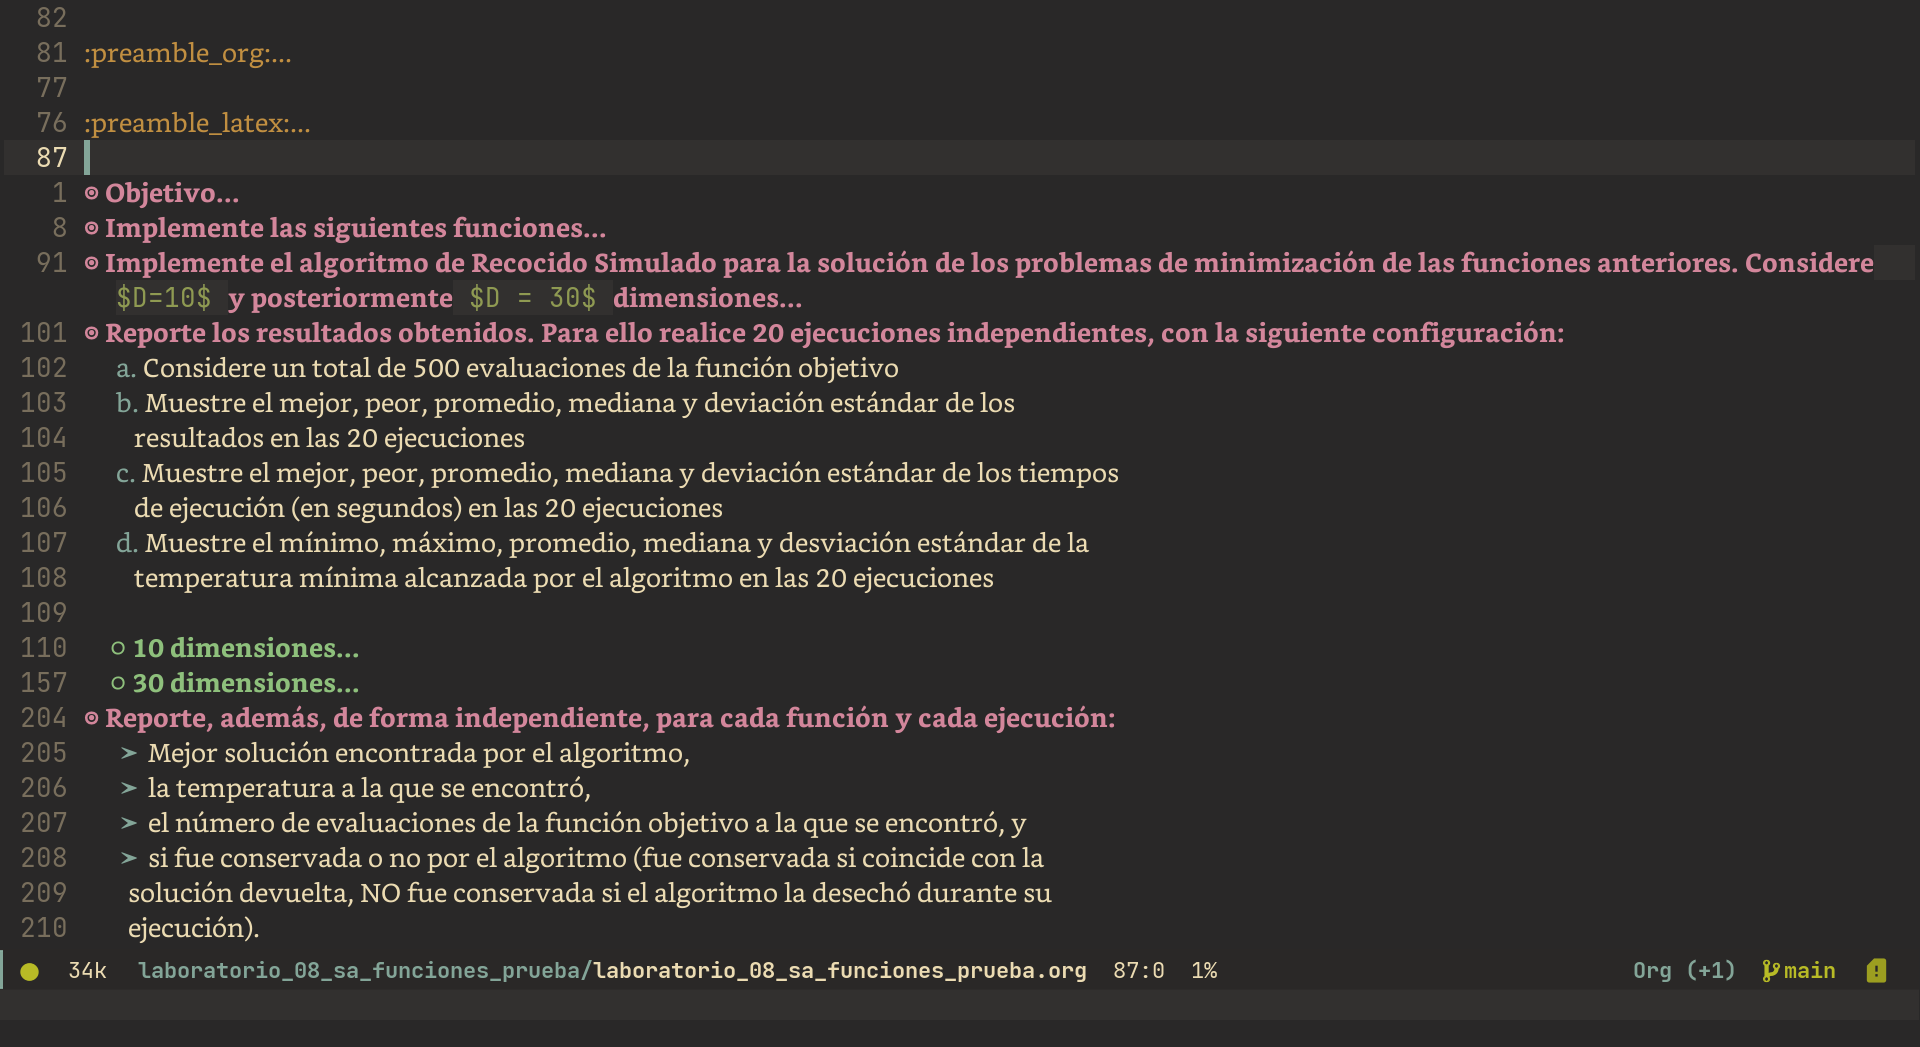 82
81 :preamble_org:...
77
76 :preamble_latex:...
87
1 Objetivo...
8 Implemente las siguientes funciones...
91 Implemente el algoritmo de Recocido Simulado para la solución de los problemas de minimización de las funciones anteriores. Considere
$D=10$ y posteriormente $D = 30$ dimensiones...
101 Reporte los resultados obtenidos. Para ello realice 20 ejecuciones independientes, con la siguiente configuración:
102 a. Considere un total de 500 evaluaciones de la función objetivo
103 b. Muestre el mejor, peor, promedio, mediana y deviación estándar de los
104 resultados en las 20 ejecuciones
105 c. Muestre el mejor, peor, promedio, mediana y deviación estándar de los tiempos
106 de ejecución (en segundos) en las 20 ejecuciones
107 d. Muestre el mínimo, máximo, promedio, mediana y desviación estándar de la
108 temperatura mínima alcanzada por el algoritmo en las 20 ejecuciones
109
110 10 dimensiones...
157 30 dimensiones...
204 Reporte, además, de forma independiente, para cada función y cada ejecución:
205 ➤ Mejor solución encontrada por el algoritmo,
206 ➤ la temperatura a la que se encontró,
207 ➤ el número de evaluaciones de la función objetivo a la que se encontró, y
208 ➤ si fue conservada o no por el algoritmo (fue conservada si coincide con la
209 solución devuelta, NO fue conservada si el algoritmo la desechó durante su
210 ejecución).
34k laboratorio_08_sa_funciones_prueba/laboratorio_08_sa_funciones_prueba.org 87:0 1% Org (+1) main